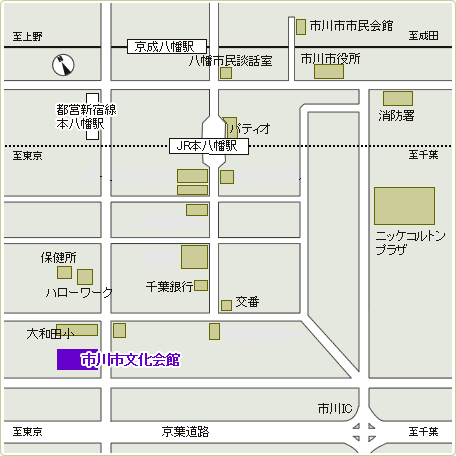 市川市市民会館
至上野
至成田
京成八幡駅
八幡市民談話室
市川市役所
都営新宿線
本八幡駅
消防署
パティオ
JR本八幡駅
至東京
至千葉
ニッケコルトン
プラザ
保健所
ハローワーク
千葉銀行
交番
大和田小
市川市文化会館
市川IC
至東京
京葉道路
至千葉